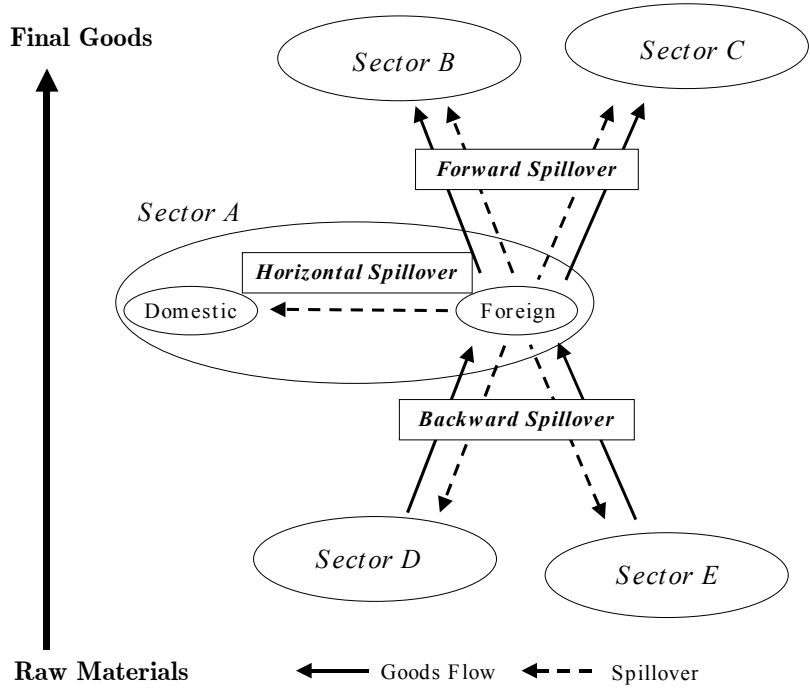 Final Goods
Sector B
Sector C
Forward Spillover
Sector A
Horizontal Spillover
Domestic
Foreign
Backward Spillover
Sector D
Sector E
Raw Materials
Goods Flow
Spillover